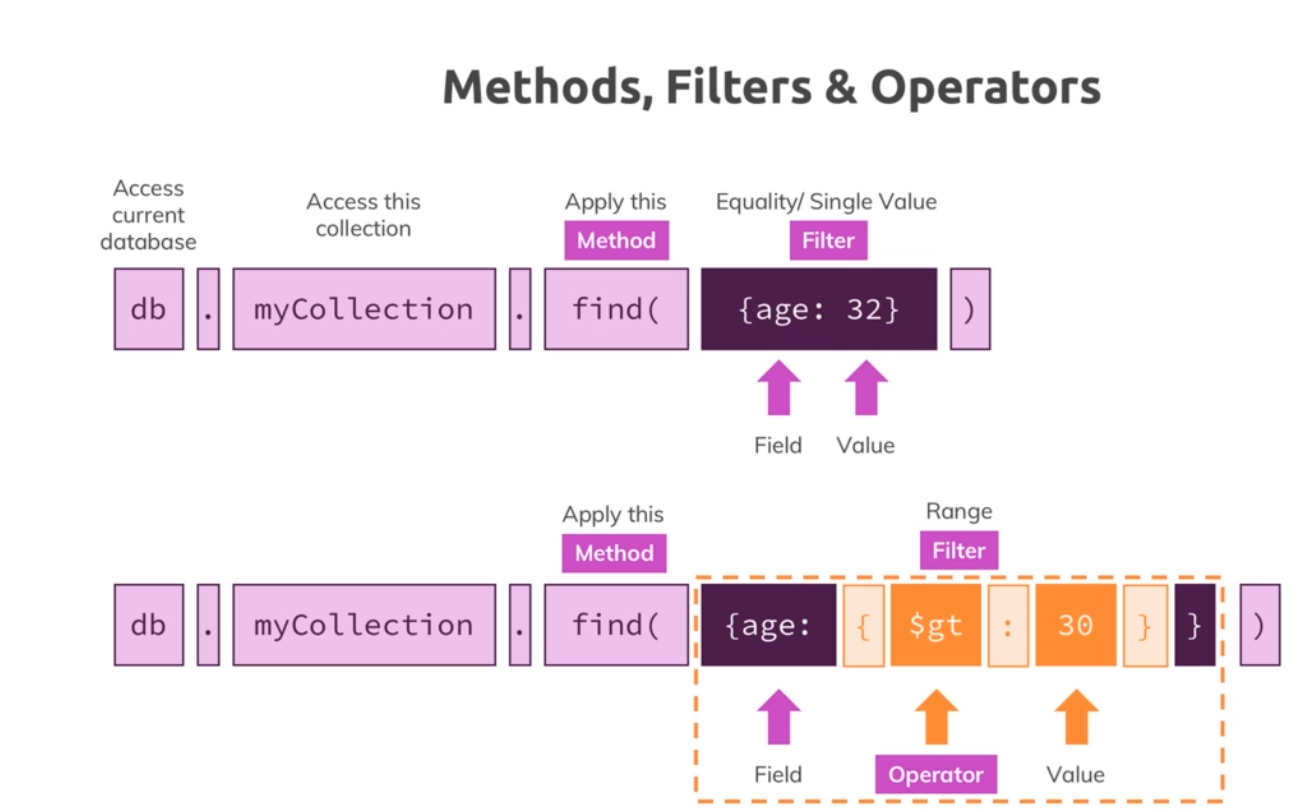 Methods, Filters & Operators
Access
current
database
Access this
collection
Apply this
Method
Equality/ Single Value
Filter
db . myCollection . find( {age: 32} )
Field Value
Apply this
Method
Range
Filter
db . myCollection . find( {age: { $gt : 30 } } )
Field Operator Value